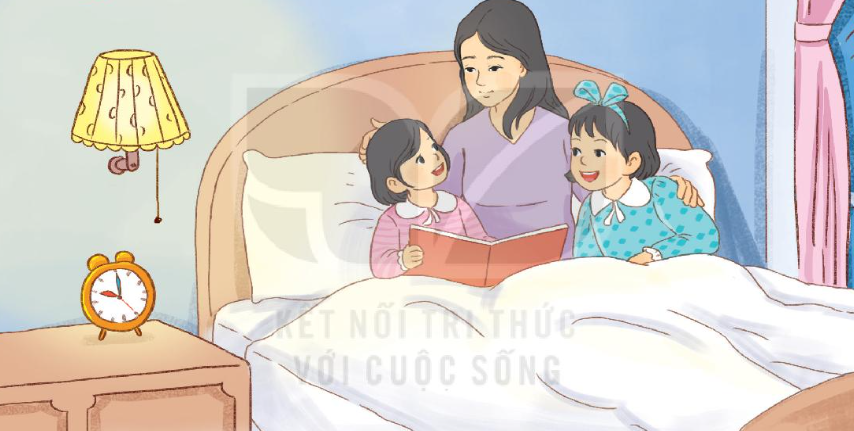 KẾT NỐI TRI THỨC
VỚI CUỘC SỐNG